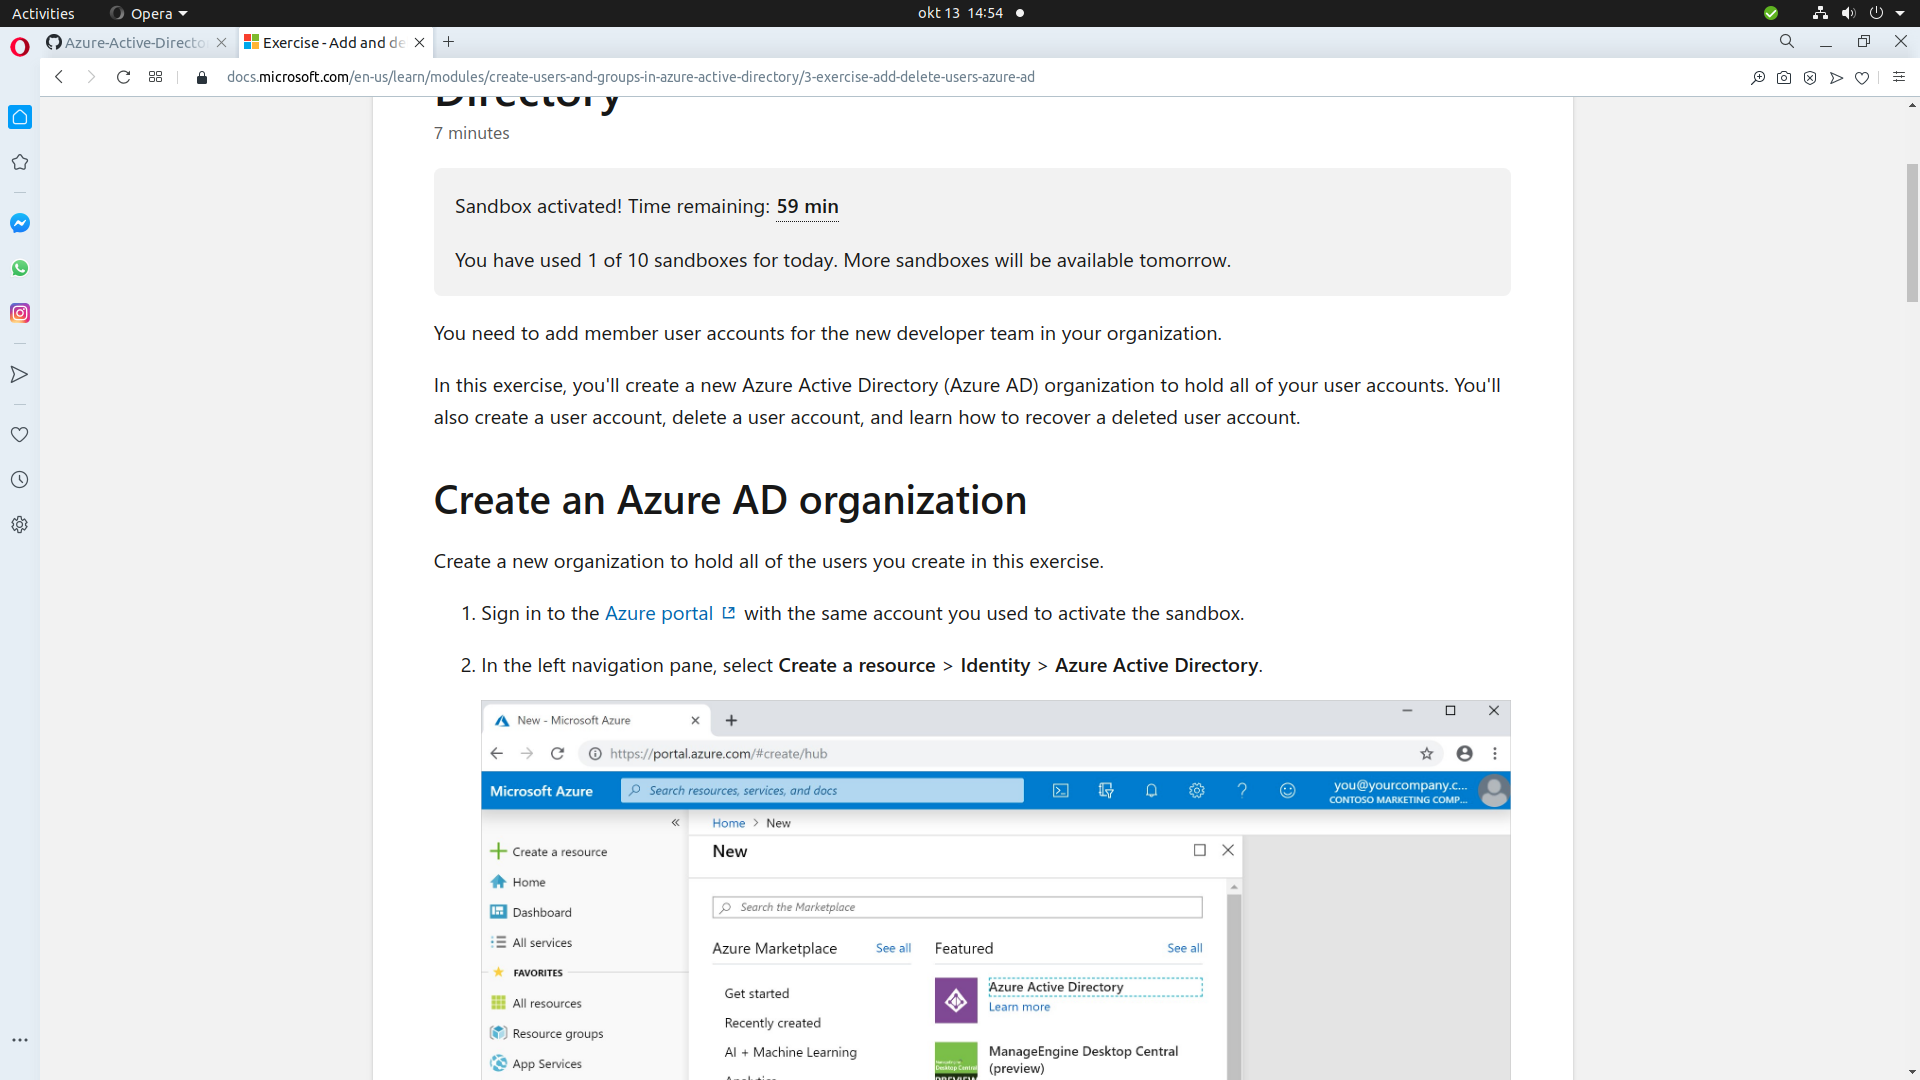 Activities
Opera
okt 13 14:54
Azure-Active-Directo
Exercise - Add and de
docs.microsoft.com/en-us/learn/modules/create-users-and-groups-in-azure-active-directory/3-exercise-add-delete-users-azure-ad
Directory
7 minutes
Sandbox activated! Time remaining: 59 min
You have used 1 of 10 sandboxes for today. More sandboxes will be available tomorrow.
You need to add member user accounts for the new developer team in your organization.
In this exercise, you'll create a new Azure Active Directory (Azure AD) organization to hold all of your user accounts. You'll
also create a user account, delete a user account, and learn how to recover a deleted user account.
Create an Azure AD organization
Create a new organization to hold all of the users you create in this exercise.
1. Sign in to the Azure portal with the same account you used to activate the sandbox.
2. In the left navigation pane, select Create a resource > Identity > Azure Active Directory.
New - Microsoft Azure
https://portal.azure.com/#create/hub
Microsoft Azure
Search resources, services, and docs
you@yourcompany.c...
CONTOSO MARKETING COMP...
Home > New
New
Create a resource
Home
Dashboard
All services
FAVORITES
All resources
Resource groups
App Services
Search the Marketplace
Azure Marketplace
See all
Featured
See all
Get started
Recently created
AI + Machine Learning
Analytics
Azure Active Directory
Learn more
ManageEngine Desktop Central
(preview)
PREVIEW